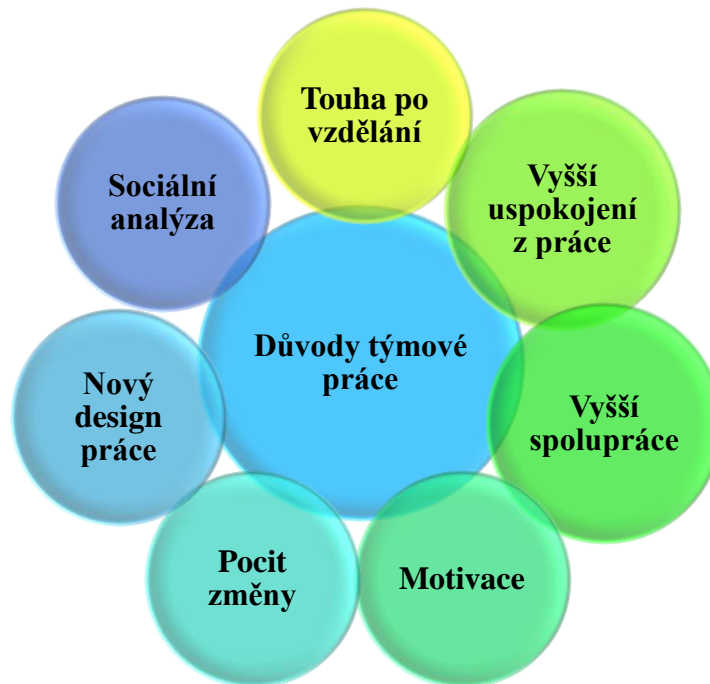 Touha po
vzdělání
Vyšší
uspokojení
z práce
Vyšší
spolupráce
Motivace
Pocit
změny
Nový
design
práce
Sociální
analýza
Důvody týmové
práce